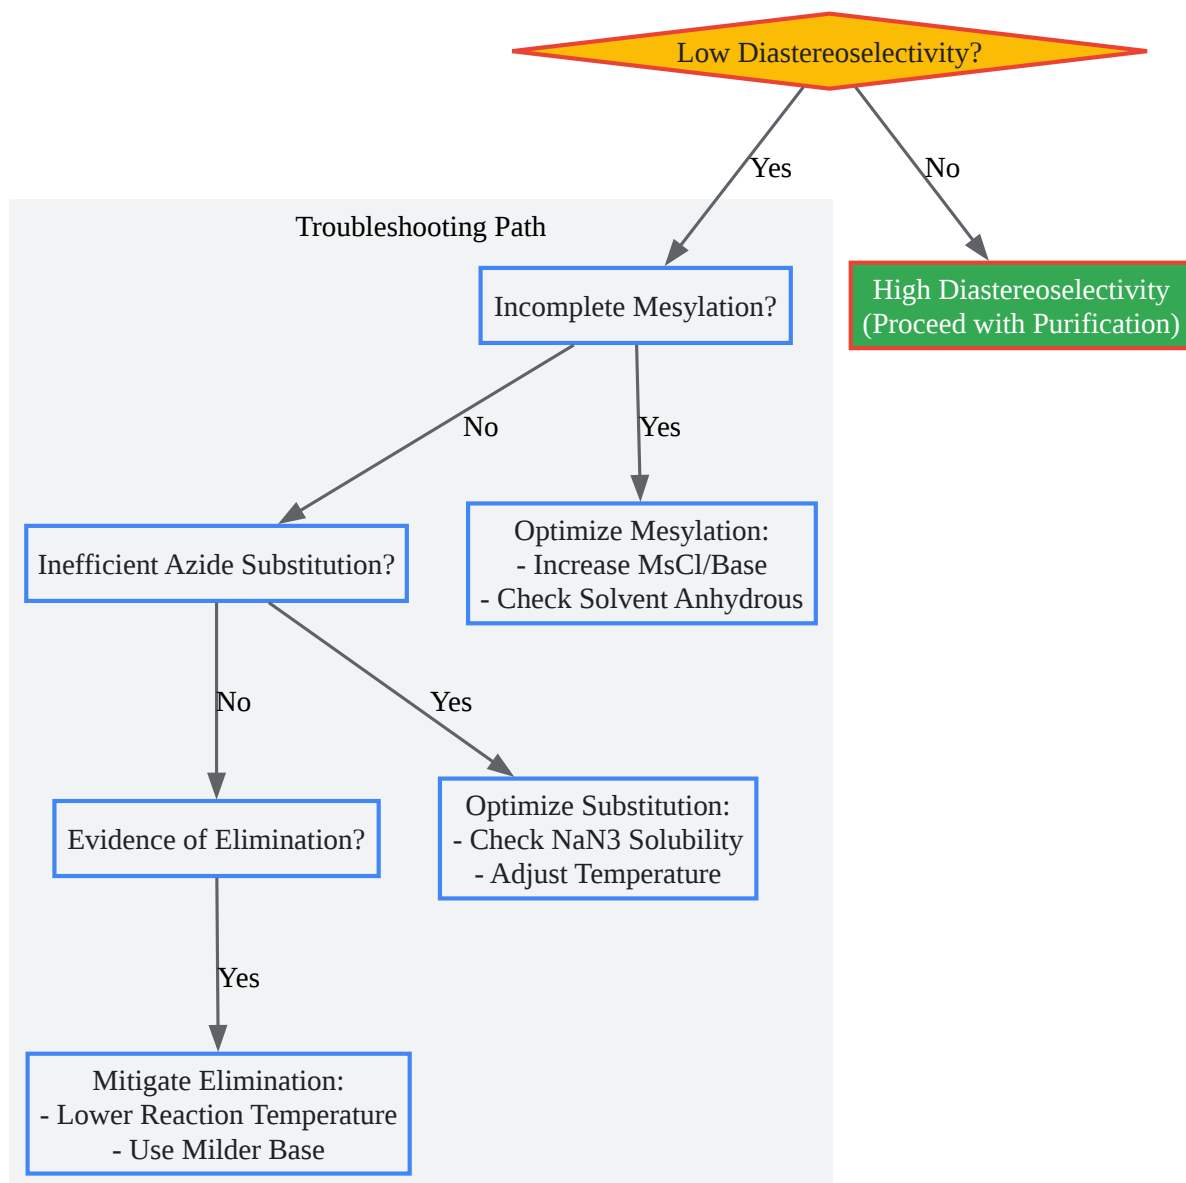 Low Diastereoselectivity?
Yes
No
Troubleshooting Path
High Diastereoselectivity
(Proceed with Purification)
Incomplete Mesylation?
No
Yes
Inefficient Azide Substitution?
Optimize Mesylation:
- Increase MsCl/Base
- Check Solvent Anhydrous
No
Yes
Evidence of Elimination?
Optimize Substitution:
- Check NaN3 Solubility
- Adjust Temperature
Yes
Mitigate Elimination:
- Lower Reaction Temperature
- Use Milder Base